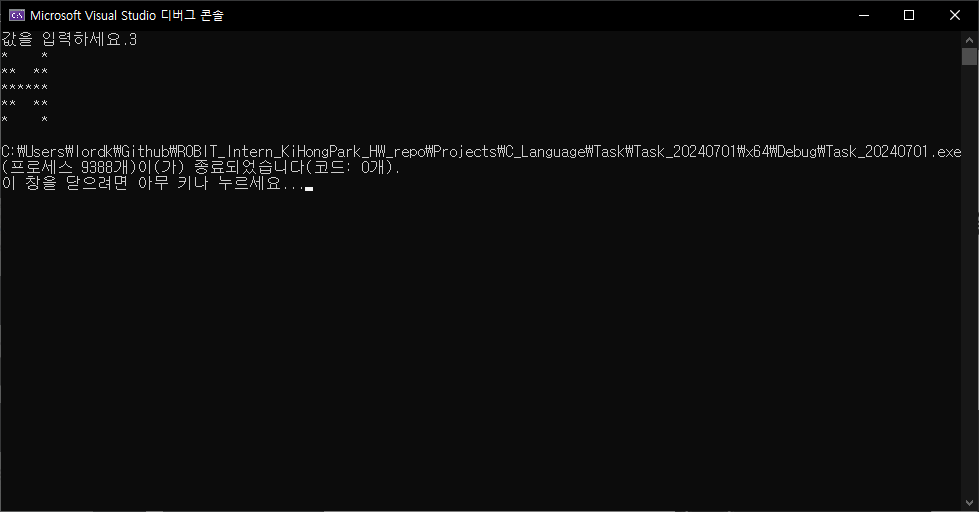 Microsoft Visual Studio 디버그 콘솔
값을 입력하세요.3
*    *
**  **
******
**  **
*    *
C:₩Users₩lordk₩Github₩ROBIT_Intern_KiHongPark_HW_repo₩Projects₩C_Language₩Task₩Task_20240701₩x64₩Debug₩Task_20240701.exe
(프로세스 9388개)이(가) 종료되었습니다(코드: 0개).
이 창을 닫으려면 아무 키나 누르세요...